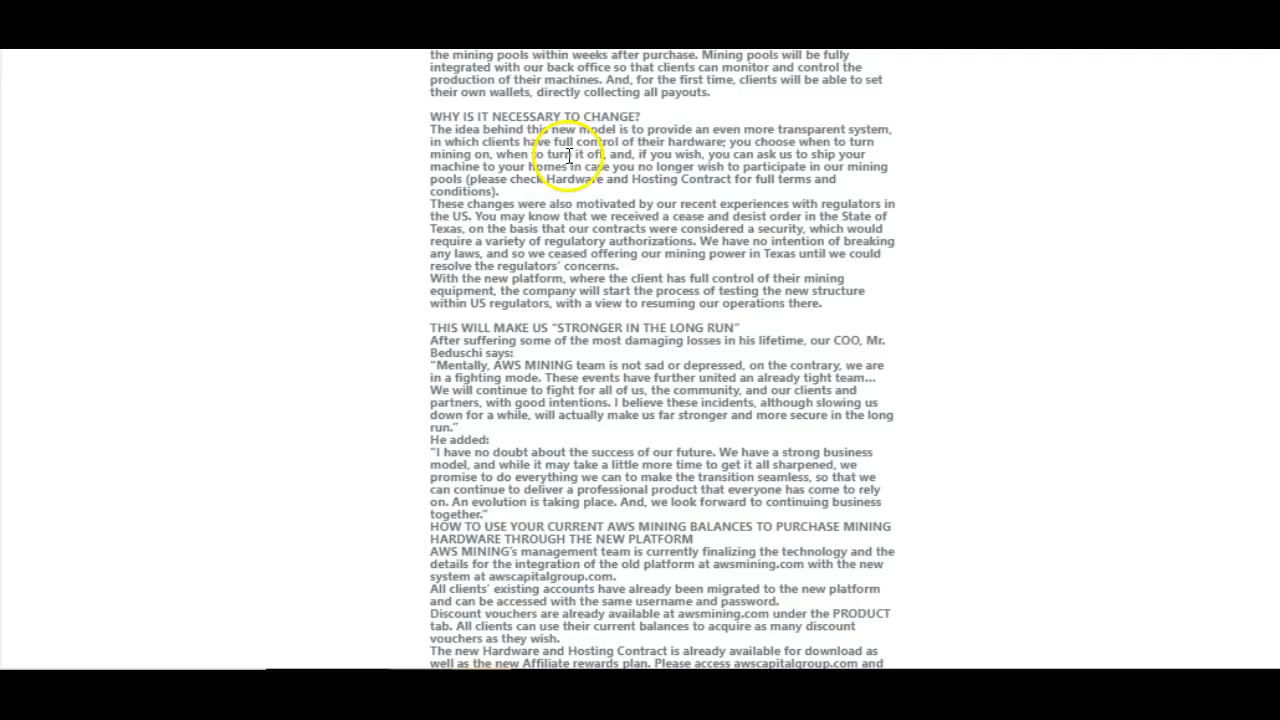 the mining pools within weeks after purchase. Mining pools will be fully
integrated with our back office so that clients can monitor and control the
production of their machines. And, for the first time, clients will be able to set
their own wallets, directly collecting all payouts.
WHY IS IT NECESSARY TO CHANGE?
The idea behind this new model is to provide an even more transparent system,
in which clients have full control of their hardware; you choose when to turn
mining on, when to turn it off, and, if you wish, you can ask us to ship your
machine to your homes in case you no longer wish to participate in our mining
pools (please check Hardware and Hosting Contract for full terms and
conditions).
These changes were also motivated by our recent experiences with regulators in
the US. You may know that we received a cease and desist order in the State of
Texas, on the basis that our contracts were considered a security, which would
require a variety of regulatory authorizations. We have no intention of breaking
any laws, and so we ceased offering our mining power in Texas until we could
resolve the regulators' concerns.
With the new platform, where the client has full control of their mining
equipment, the company will start the process of testing the new structure
within US regulators, with a view to resuming our operations there.
THIS WILL MAKE US "STRONGER IN THE LONG RUN"
After suffering some of the most damaging losses in his lifetime, our COO, Mr.
Beduschi says:
"Mentally, AWS MINING team is not sad or depressed, on the contrary, we are
in a fighting mode. These events have further united an already tight team...
We will continue to fight for all of us, the community, and our clients and
partners, with good intentions. I believe these incidents, although slowing us
down for a while, will actually make us far stronger and more secure in the long
run."
He added:
"I have no doubt about the success of our future. We have a strong business
model, and while it may take a little more time to get it all sharpened, we
promise to do everything we can to make the transition seamless, so that we
can continue to deliver a professional product that everyone has come to rely
on. An evolution is taking place. And, we look forward to continuing business
together."
HOW TO USE YOUR CURRENT AWS MINING BALANCES TO PURCHASE MINING
HARDWARE THROUGH THE NEW PLATFORM
AWS MINING's management team is currently finalizing the technology and the
details for the integration of the old platform at awsmining.com with the new
system at awscapitalgroup.com.
All clients' existing accounts have already been migrated to the new platform
and can be accessed with the same username and password.
Discount vouchers are already available at awsmining.com under the PRODUCT
tab. All clients can use their current balances to acquire as many discount
vouchers as they wish.
The new Hardware and Hosting Contract is already available for download as
well as the new Affiliate rewards plan. Please access awscapitalgroup.com and